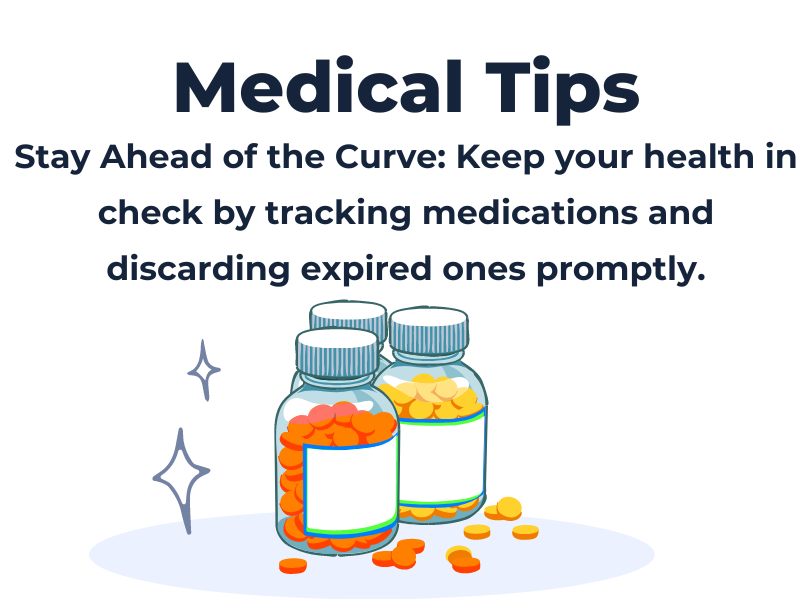 Medical Tips
Stay Ahead of the Curve: Keep your health in
check by tracking medications and
discarding expired ones promptly.